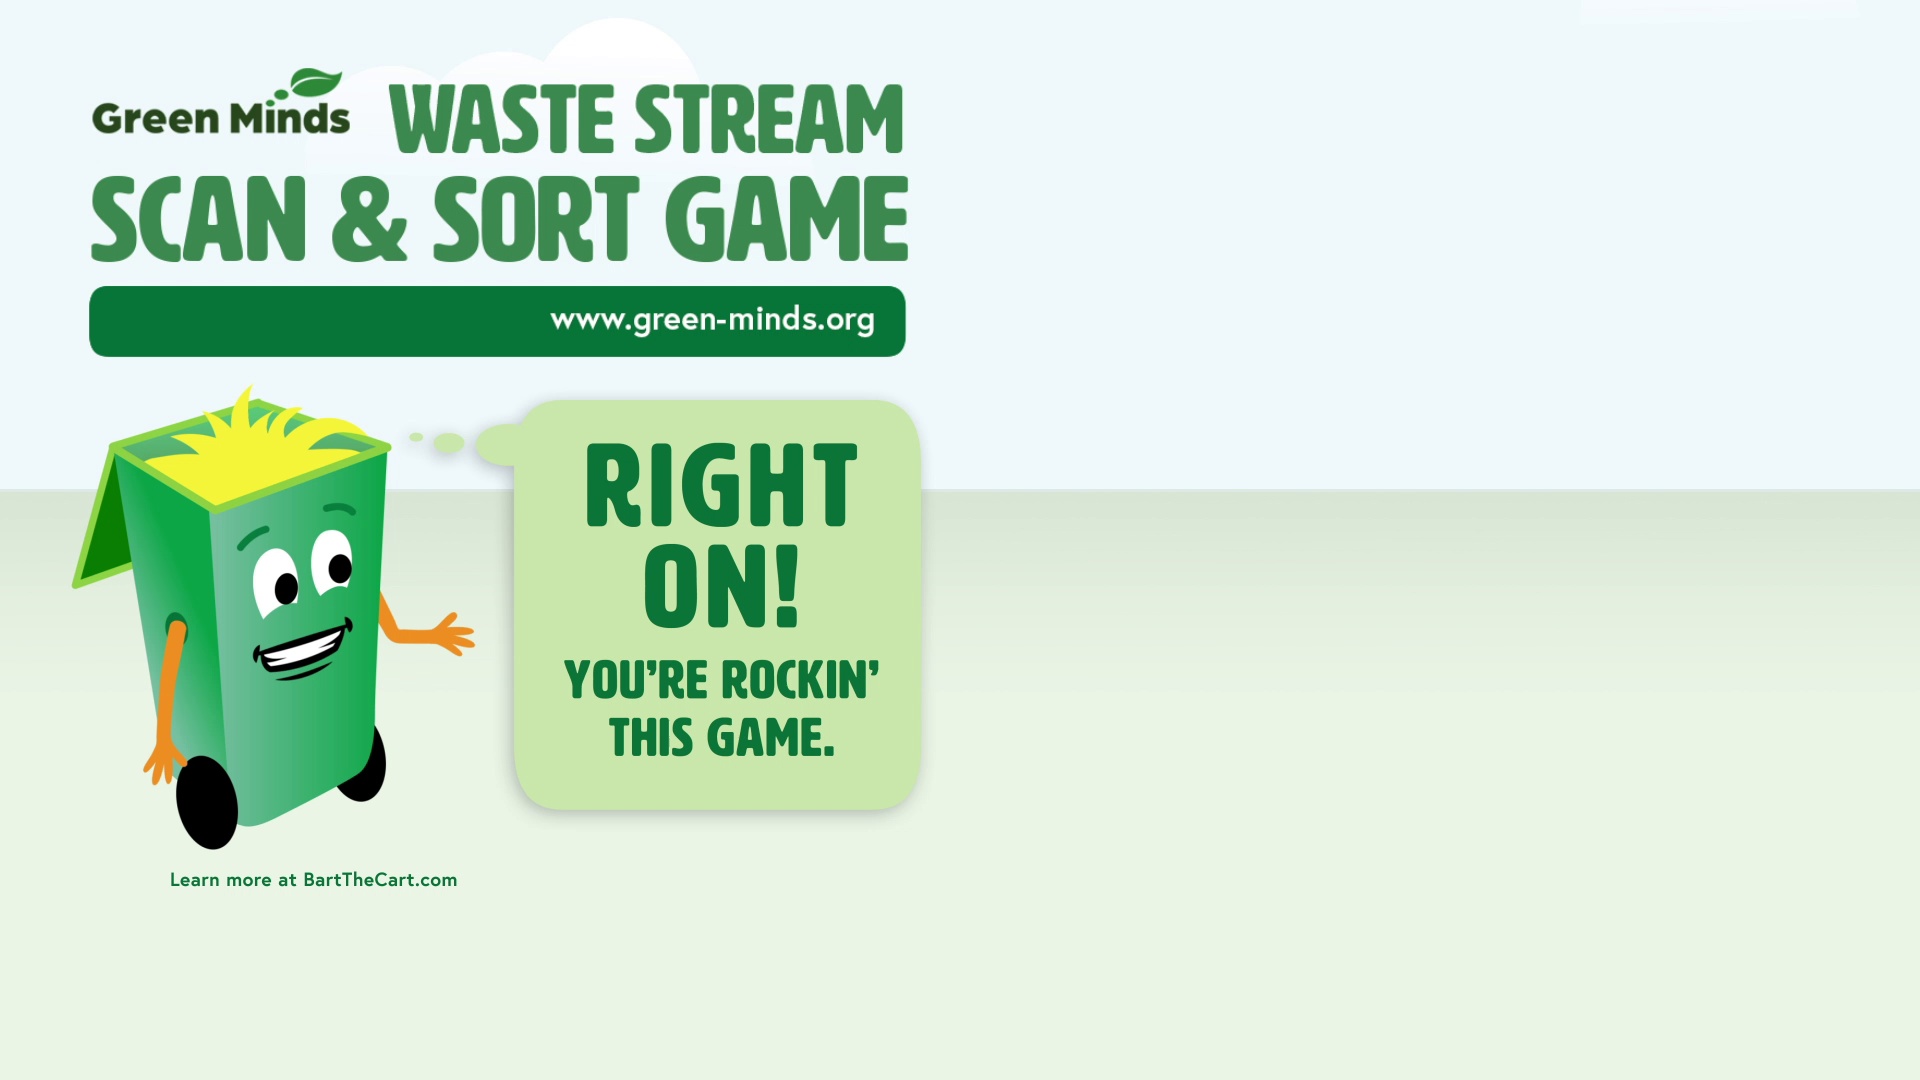 Green Minds WASTE STREAM
SCAN & SORT GAME
www.green-minds.org
RIGHT
ON!
YOU'RE ROCKIN'
THIS GAME.
Learn more at BartTheCart.com